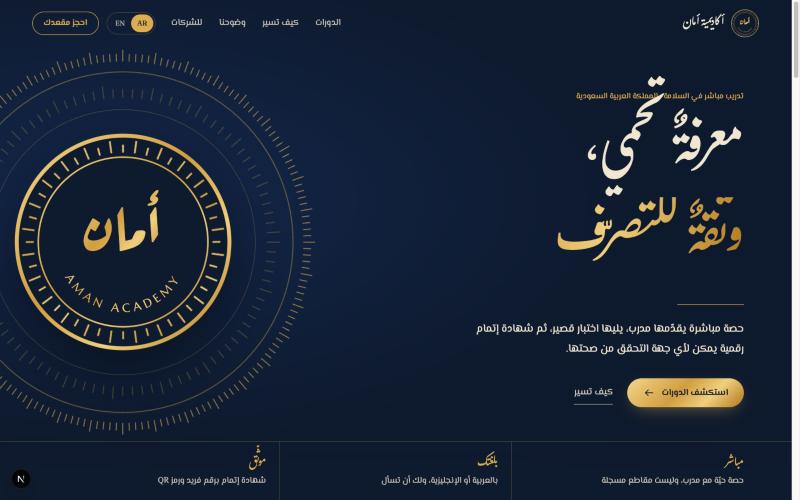 أكاديمية أمان
أمان
الدورات
كيف تسير
وضوحنا
للشركات
AR
EN
احجز مقعدك
تدريب مباشر في السلامة المملكة العربية السعودية
معرفةٌ تحمي،
وثقةٌ للتصرف
حصة مباشرة يقدّمها مدرب، يليها اختبار قصير، ثم شهادة إتمام
رقمية يمكن لأي جهة التحقق من صحتها.
استكشف الدورات ←
كيف تسير
أمان
AMAN ACADEMY
مباشر
حصة حيّة مع مدرب، وليست مقاطع مسجلة
بلغتك
بالعربية أو الإنجليزية، ولك أن تسأل
موثّق
شهادة إتمام برقم فريد ورمز QR
N